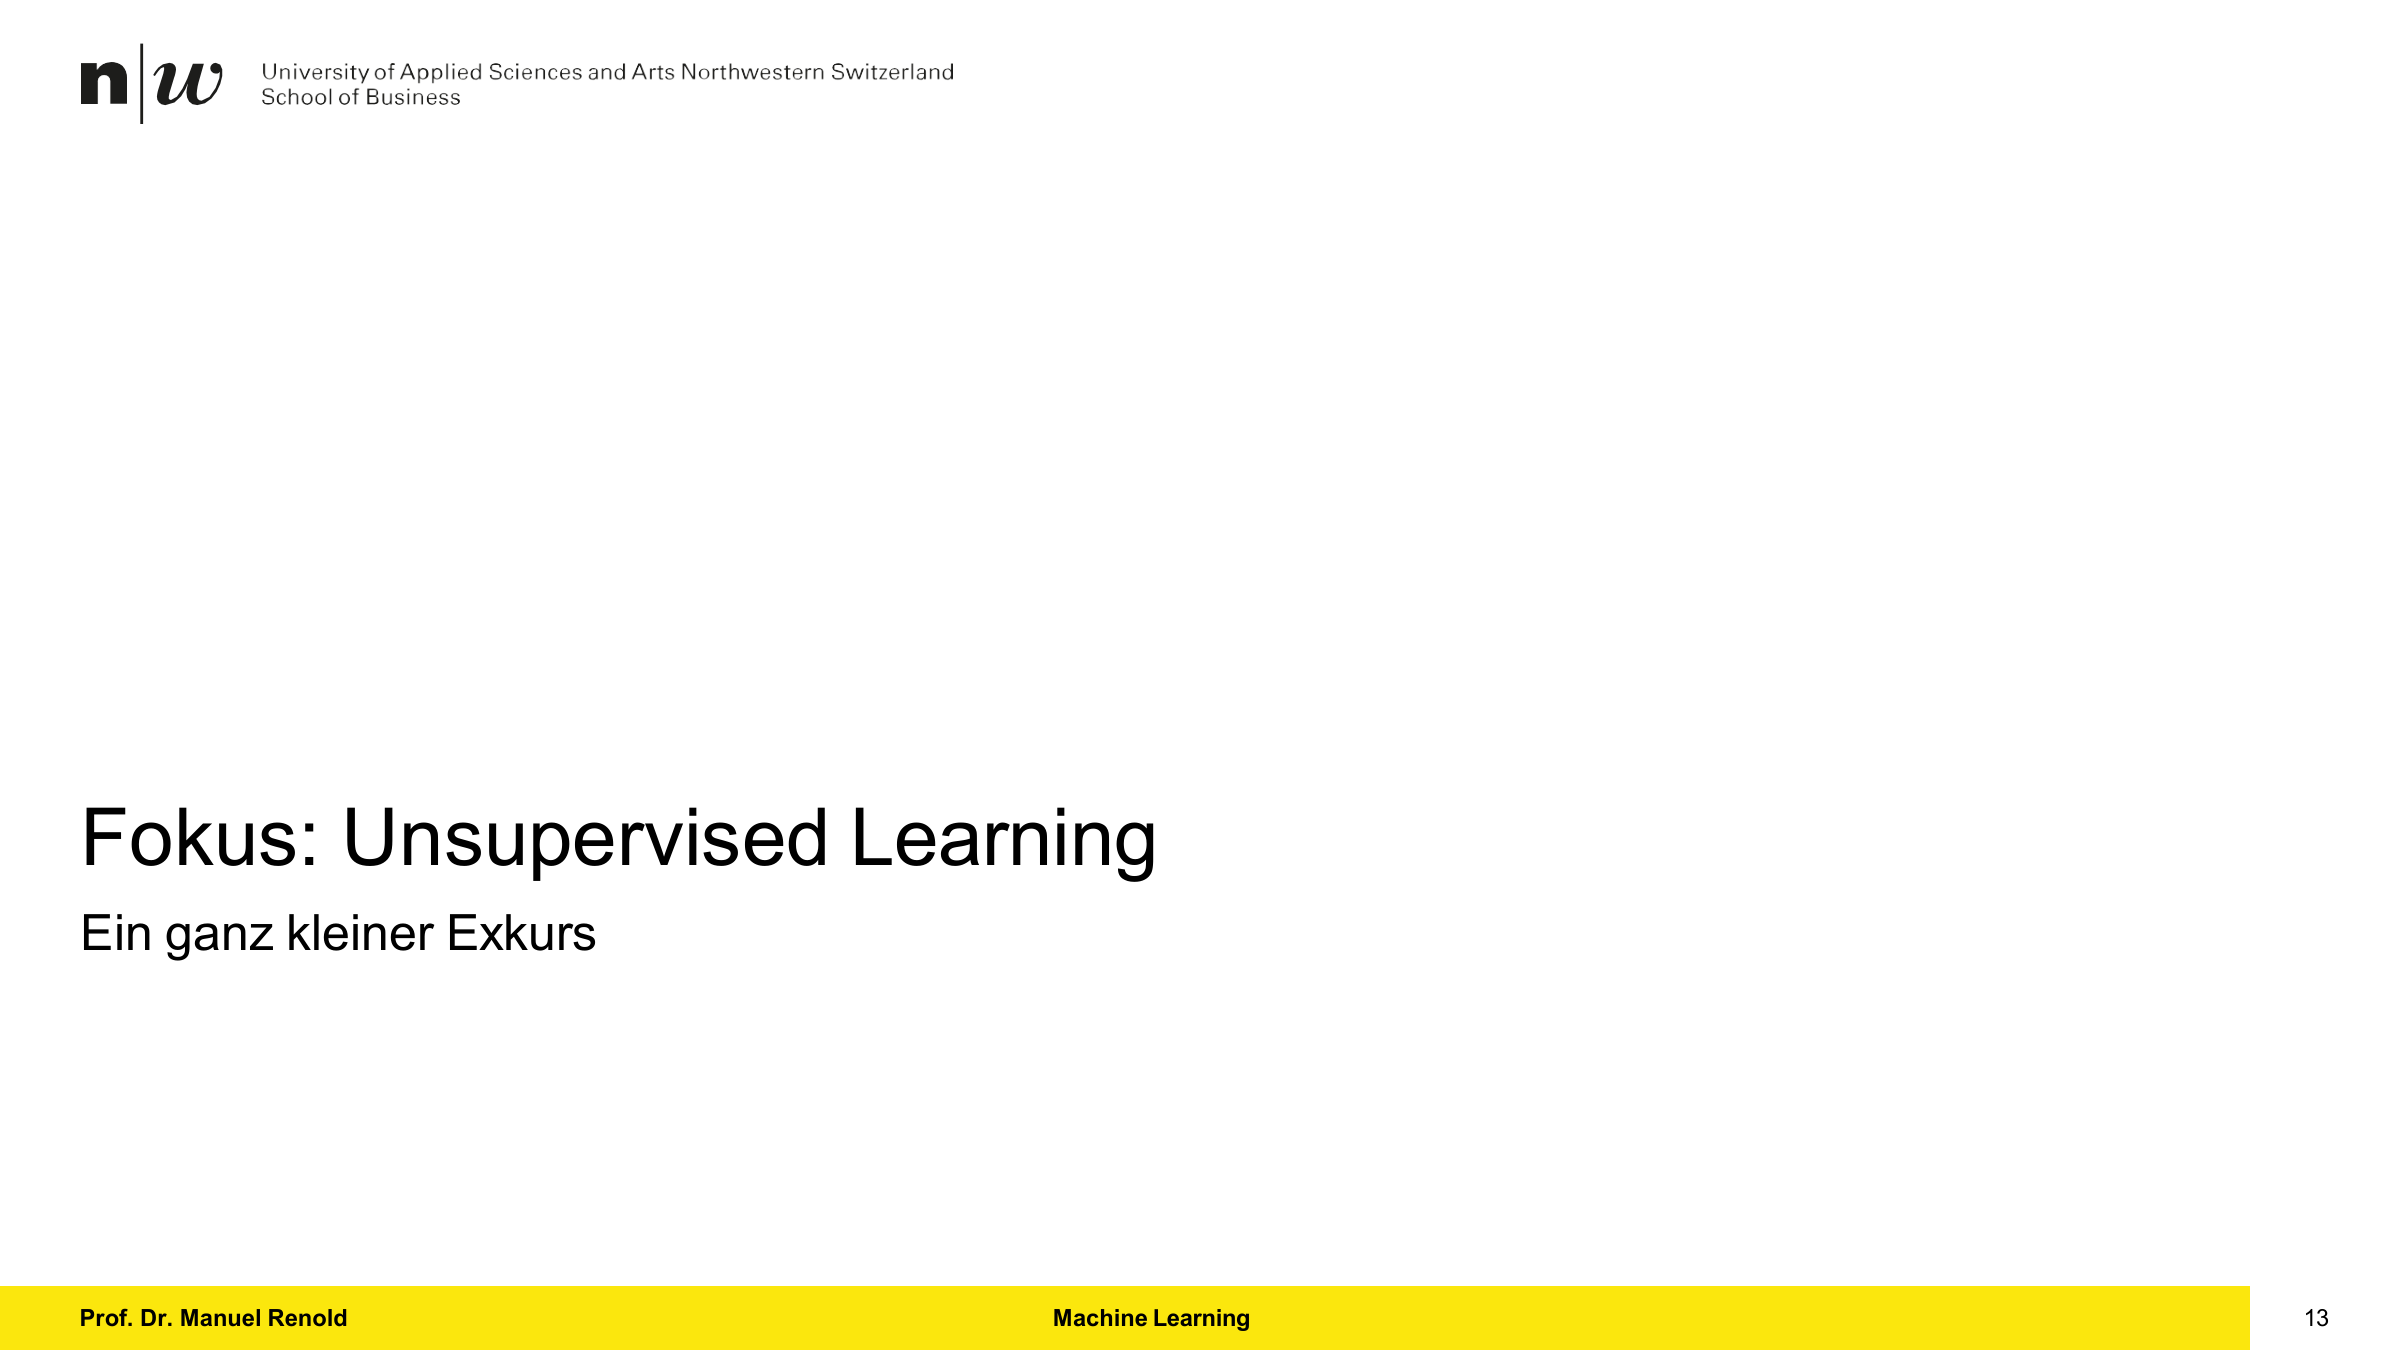 n|w
University of Applied Sciences and Arts Northwestern Switzerland
School of Business
Fokus: Unsupervised Learning
Ein ganz kleiner Exkurs
Prof. Dr. Manuel Renold
Machine Learning
13